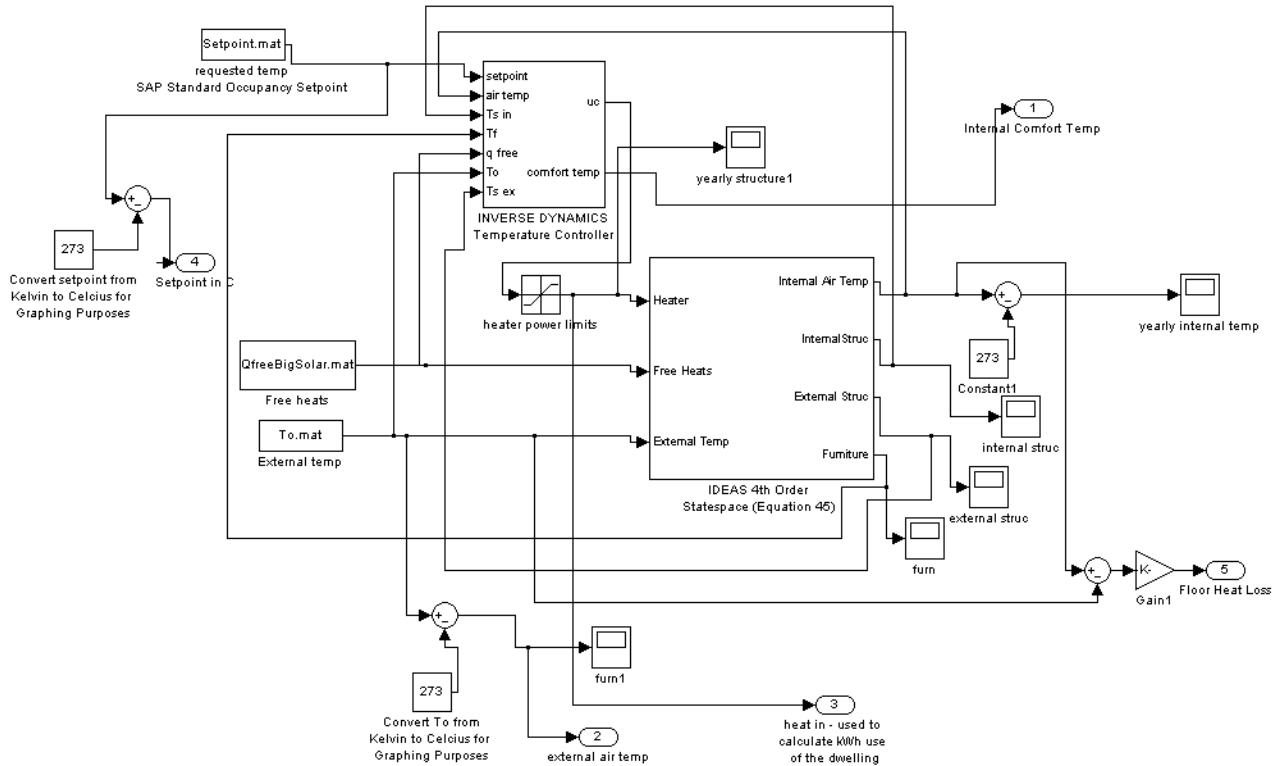 Setpoint.mat
requested temp
SAP Standard Occupancy Setpoint
setpoint
air temp
Ts in
Tf
q free
To
Ts ex
uc
comfort temp
INVERSE DYNAMICS
Temperature Controller
yearly structure1
1
Internal Comfort Temp
+
-
273
Convert setpoint from
Kelvin to Celcius for
Graphing Purposes
4
Setpoint in C
heater power limits
Heater
Free Heats
External Temp
Internal Air Temp
InternalStruc
External Struc
Furniture
IDEAS 4th Order
Statespace (Equation 45)
+
-
273
Constant1
yearly internal temp
internal struc
external struc
furn
QfreeBigSolar.mat
Free heats
To.mat
External temp
+
-
K-
Gain1
5
Floor Heat Loss
+
-
273
Convert To from
Kelvin to Celcius for
Graphing Purposes
furn1
2
external air temp
3
heat in - used to
calculate kWh use
of the dwelling